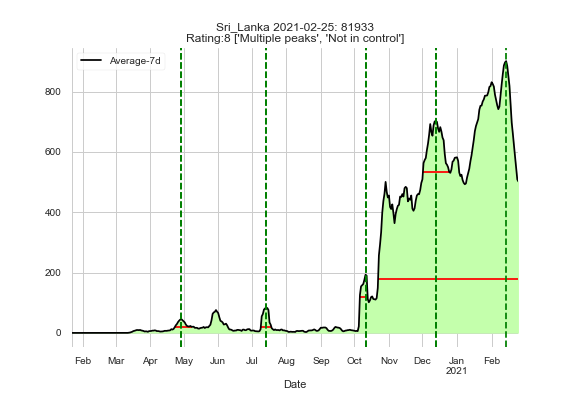 Sri_Lanka 2021-02-25: 81933
Rating:8 ['Multiple peaks', 'Not in control']
Average-7d
800
600
400
200
0
Feb Mar Apr May Jun Jul Aug Sep Oct Nov Dec Jan Feb
2021
Date